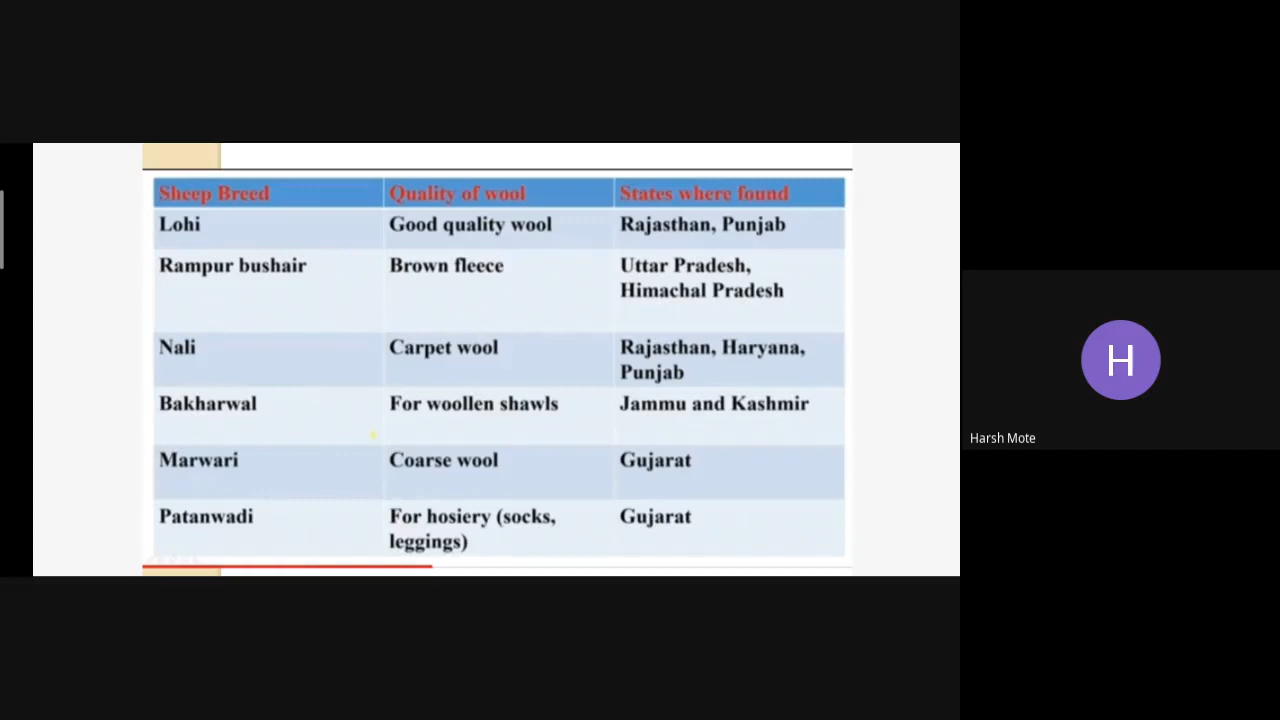 Sheep Breed Quality of wool States where found
Lohi Good quality wool Rajasthan, Punjab
Rampur bushair Brown fleece Uttar Pradesh,
Himachal Pradesh
Nali Carpet wool Rajasthan, Haryana,
Punjab
Bakharwal For woollen shawls Jammu and Kashmir
Marwari Coarse wool Gujarat
Patanwadi For hosiery (socks, Gujarat
leggings)
H
Harsh Mote